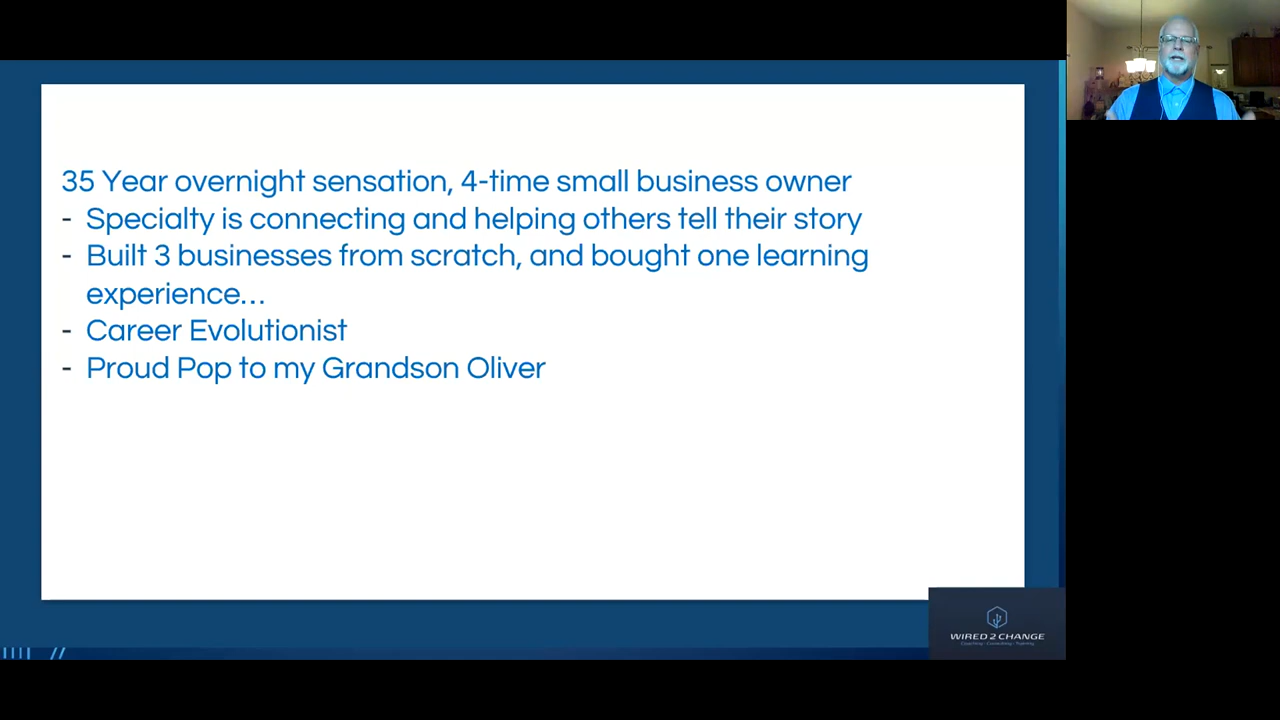 35 Year overnight sensation, 4-time small business owner
- Specialty is connecting and helping others tell their story
- Built 3 businesses from scratch, and bought one learning
experience...
- Career Evolutionist
- Proud Pop to my Grandson Oliver
WIRED 2 CHANGE